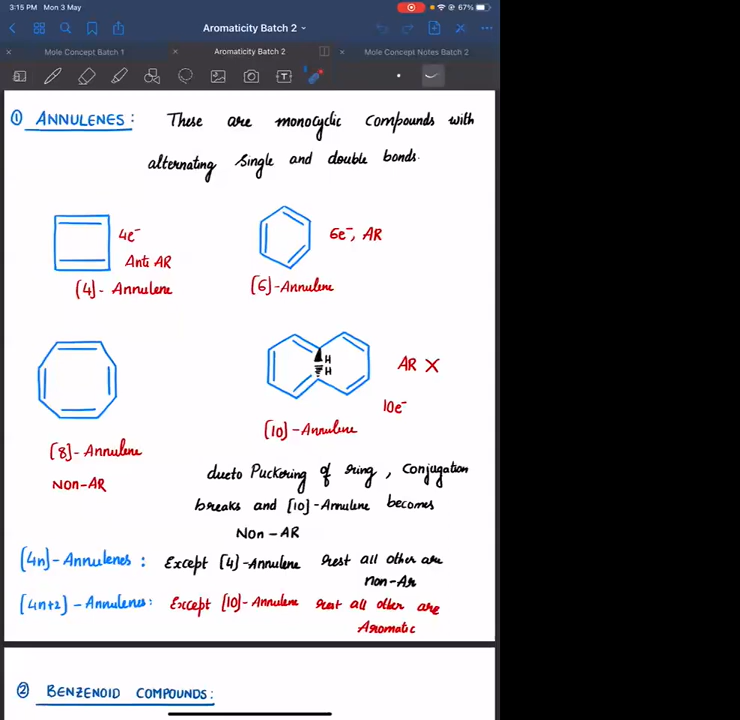 3:15 PM Mon 3 May
67%
Aromaticity Batch 2
Mole Concept Batch 1
Aromaticity Batch 2
Mole Concept Notes Batch 2
T
① ANNULENES: These are monocyclic compounds with
alternating single and double bonds.
4e⁻
Anti AR
[4]- Annulene
6e⁻, AR
[6]-Annulene
[8]- Annulene
NON-AR
H
H
AR X
10e⁻
[10]-Annulene
dueto Puckering of ring, Conjugation
breaks and [10]-Annulene becomes
Non-AR
[4n]-Annulenes: Except [4]-Annulene rest all other are
non-Ar
[4n+2]-Annulenes: Except [10]-Annulene rest all other are
Aromatic
② BENZENOID COMPOUNDS: